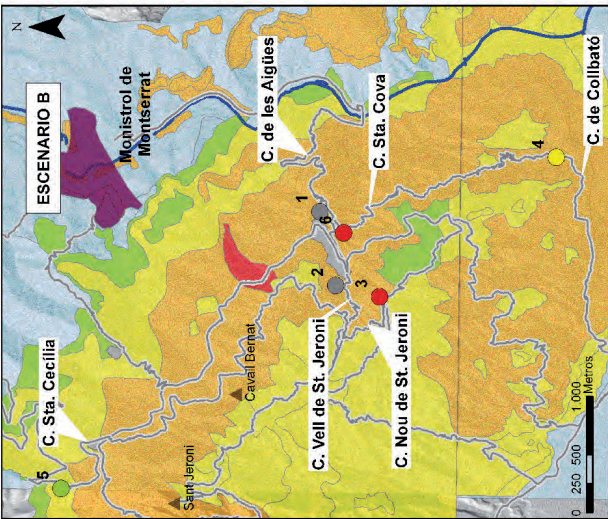 N
ESCENARIO B
Monistrol de
Montserrat
C. de les Aigües
C. Sta. Cova
C. de Collbató
4
1
6
2
3
C. Vell de St. Jeroni
C. Nou de St. Jeroni
C. Sta. Cecília
5
Cavall Bernat
Sant Jeroni
0 250 500 1.000
Metros